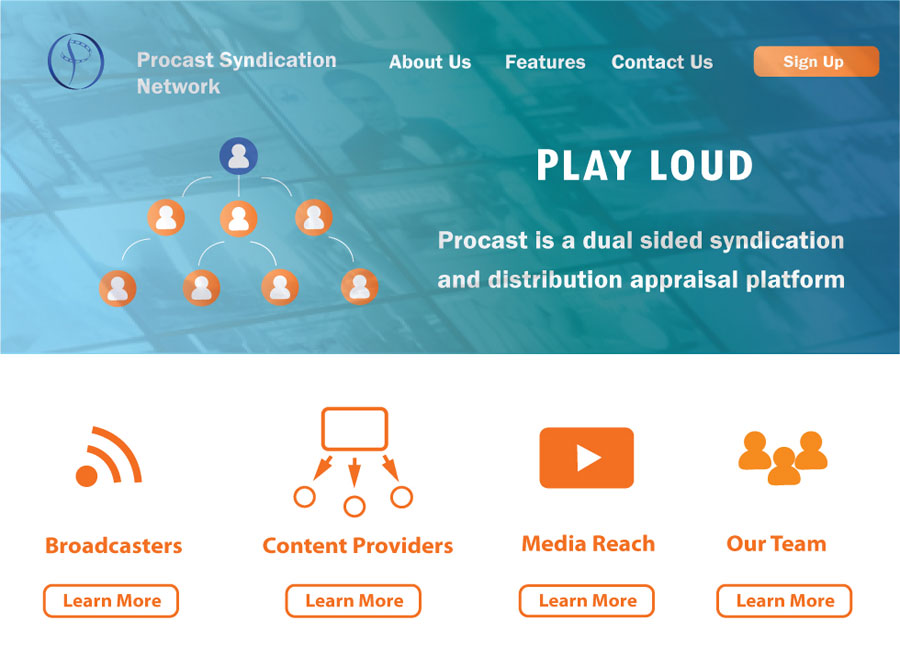 Procast Syndication
Network
About Us
Features
Contact Us
Sign Up
PLAY LOUD
Procast is a dual sided syndication
and distribution appraisal platform
Broadcasters
Content Providers
Media Reach
Our Team
Learn More
Learn More
Learn More
Learn More